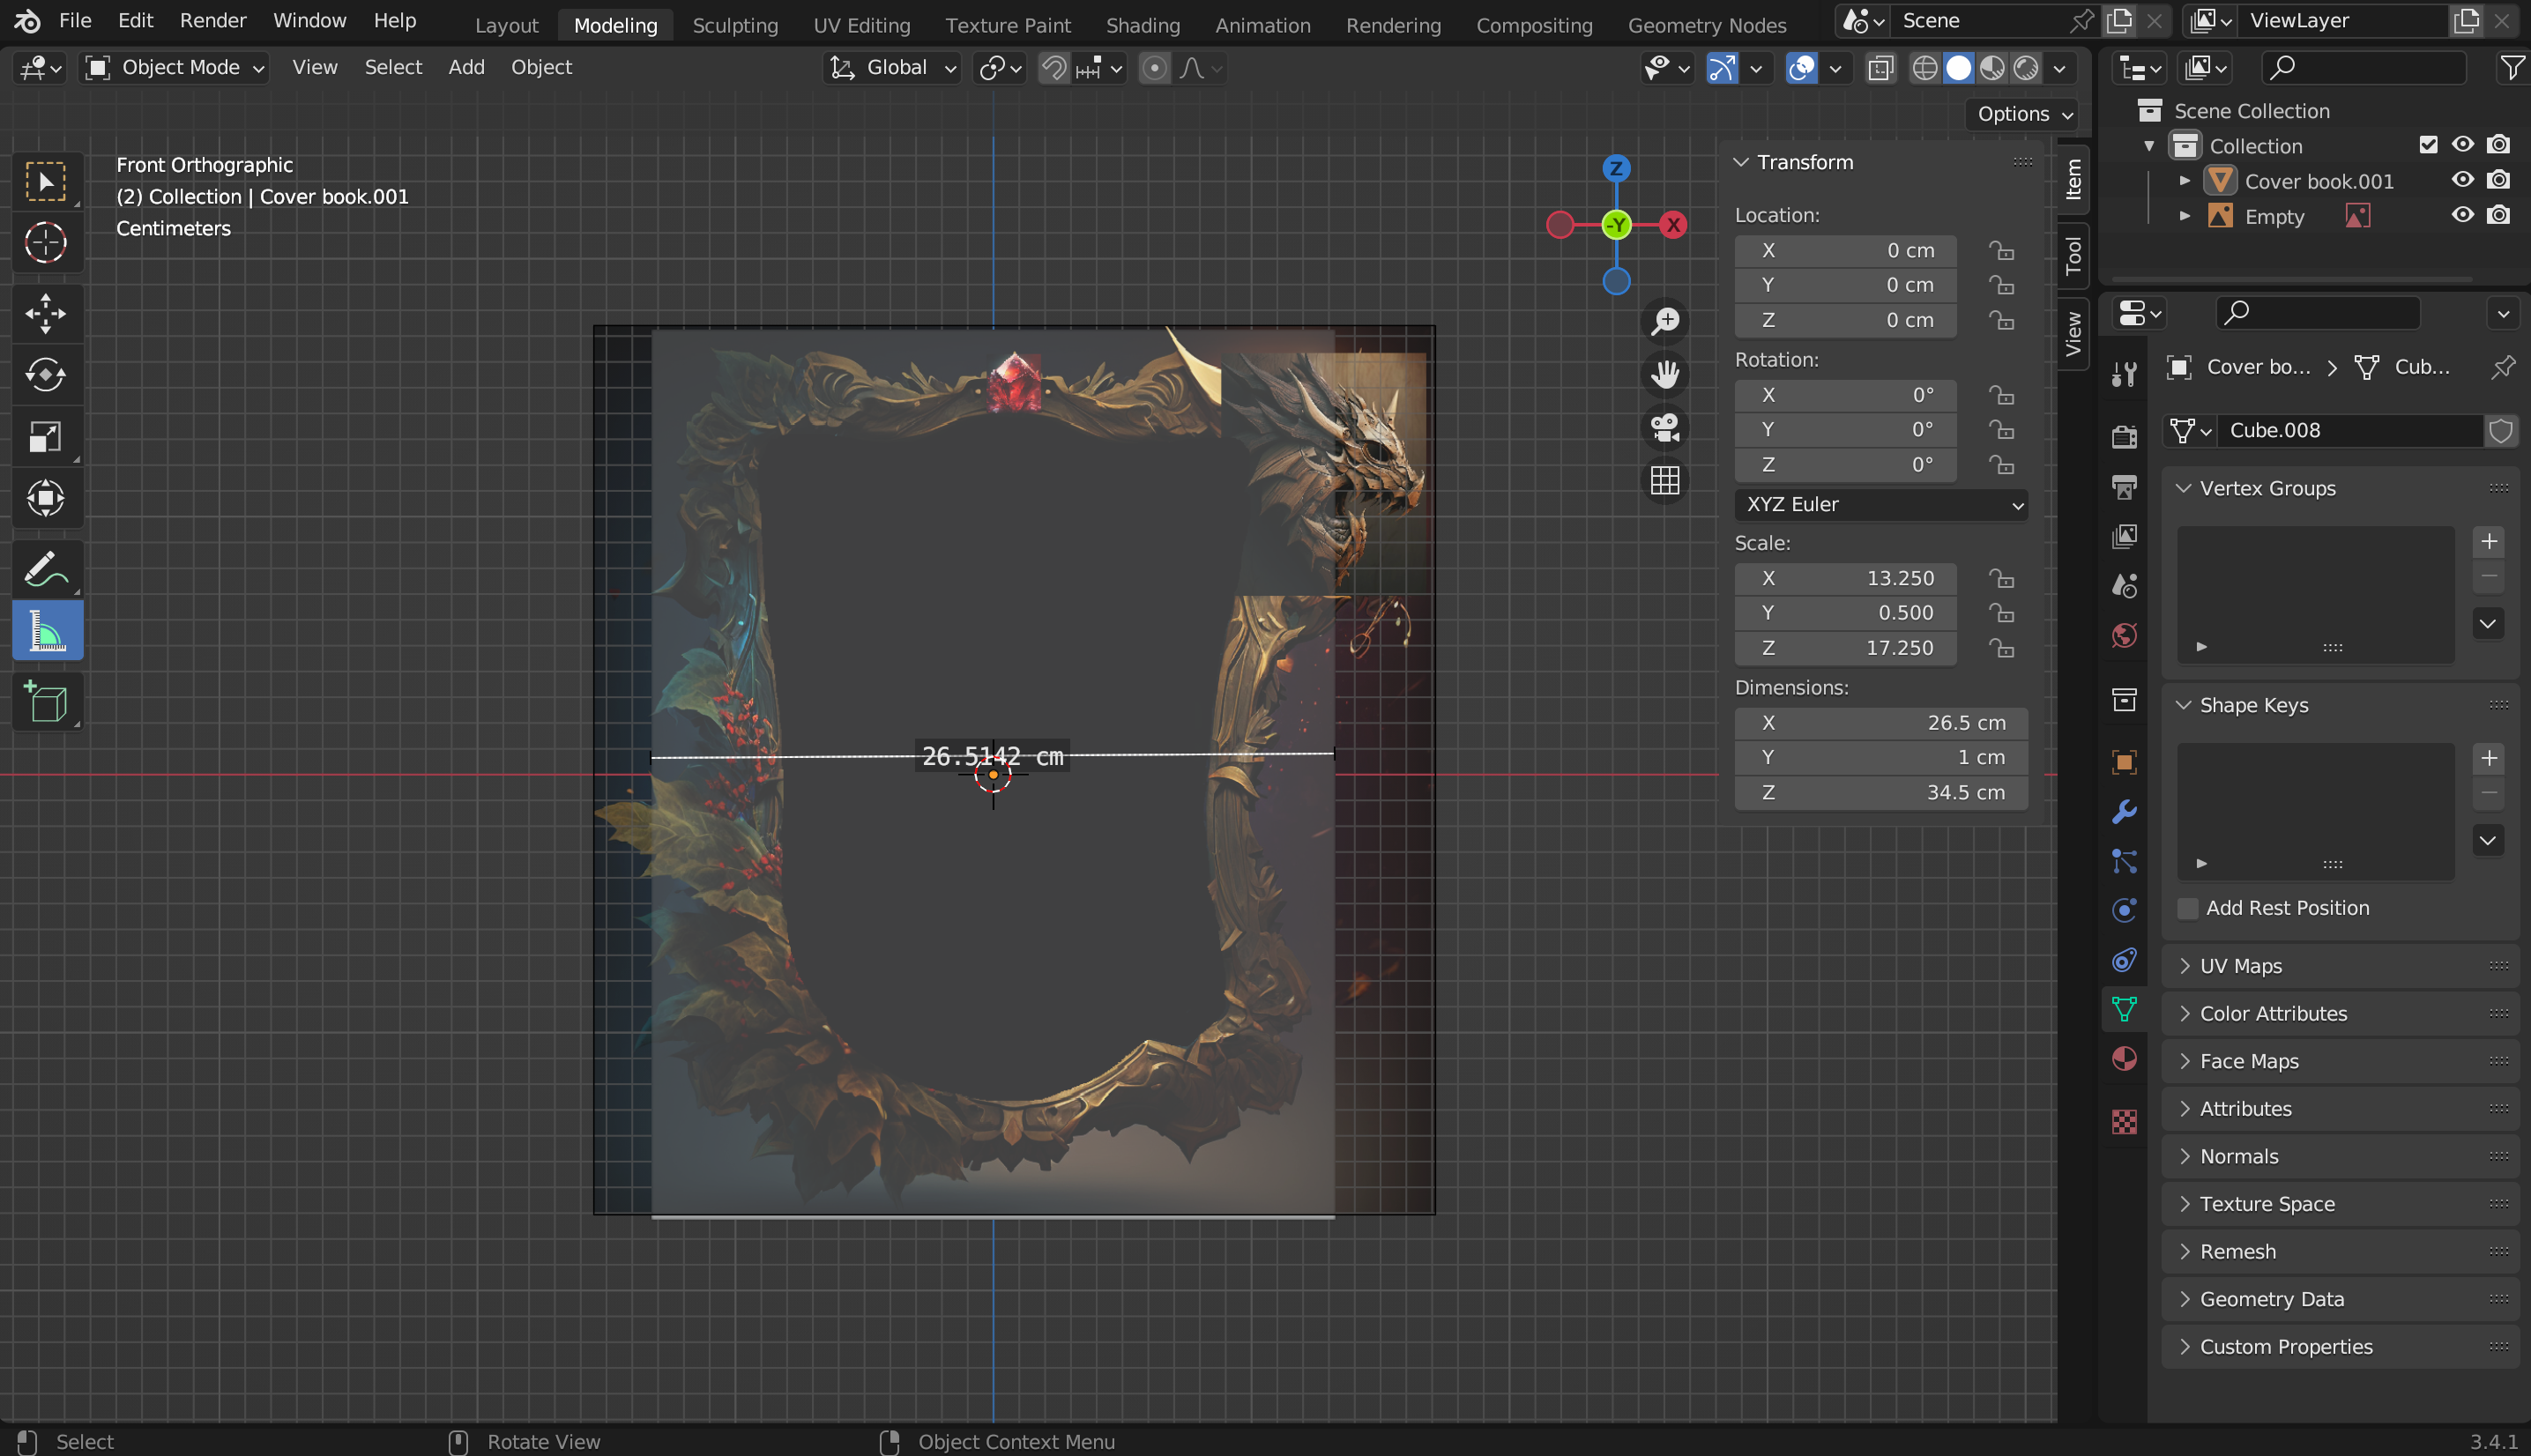 File Edit Render Window Help Layout Modeling Sculpting UV Editing Texture Paint Shading Animation Rendering Compositing Geometry Nodes Scene ViewLayer
Object Mode View Select Add Object Global
Options
Front Orthographic
(2) Collection | Cover book.001
Centimeters
Z
-Y
X
26.5142 cm
Transform
Location:
X 0 cm
Y 0 cm
Z 0 cm
Rotation:
X 0°
Y 0°
Z 0°
XYZ Euler
Scale:
X 13.250
Y 0.500
Z 17.250
Dimensions:
X 26.5 cm
Y 1 cm
Z 34.5 cm
Item
Tool
View
Scene Collection
Collection
Cover book.001
Empty
Cover bo... Cub...
Cube.008
Vertex Groups
Shape Keys
Add Rest Position
UV Maps
Color Attributes
Face Maps
Attributes
Normals
Texture Space
Remesh
Geometry Data
Custom Properties
Select Rotate View Object Context Menu 3.4.1